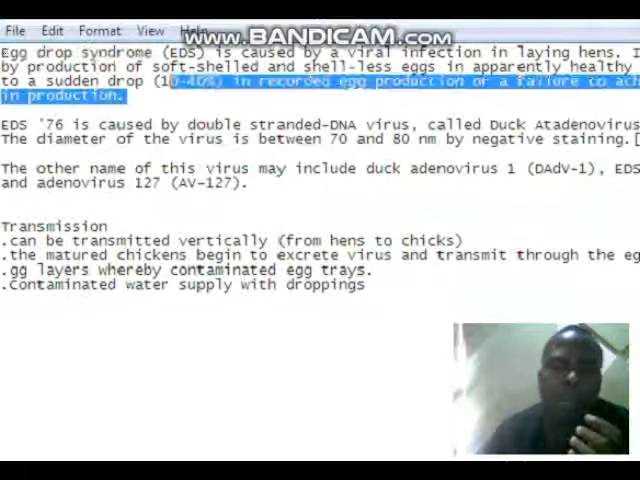 File Edit Format View Help
WWW.BANDICAM.COM
Egg drop syndrome (EDS) is caused by a viral infection in laying hens. I
by production of soft-shelled and shell-less eggs in apparently healthy
to a sudden drop (10-40%) in recorded egg production or a failure to ach
in production.
EDS '76 is caused by double stranded-DNA virus, called Duck Atadenovirus
The diameter of the virus is between 70 and 80 nm by negative staining.[
The other name of this virus may include duck adenovirus 1 (DAdV-1), EDS
and adenovirus 127 (AV-127).
Transmission
.can be transmitted vertically (from hens to chicks)
.the matured chickens begin to excrete virus and transmit through the eg
.gg layers whereby contaminated egg trays.
.Contaminated water supply with droppings